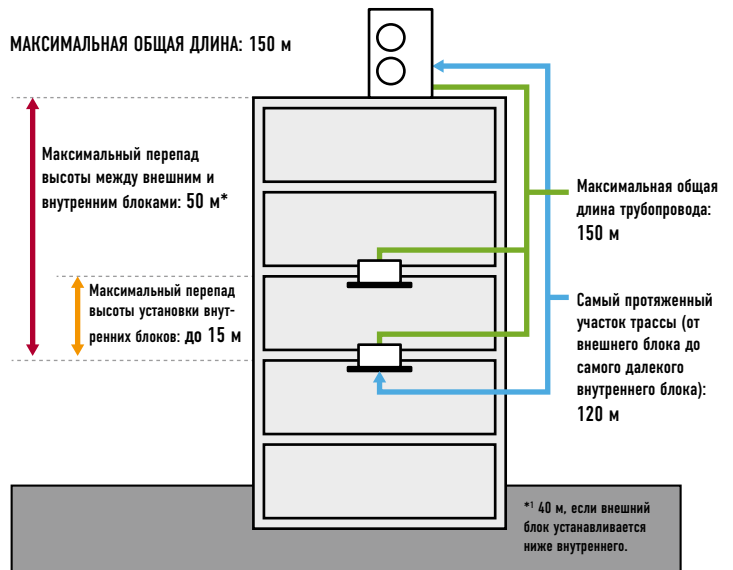 МАКСИМАЛЬНАЯ ОБЩАЯ ДЛИНА: 150 м
Максимальный перепад
высоты между внешним и
внутренним блоками: 50 м*
Максимальный перепад
высоты установки внут-
ренних блоков: до 15 м
Максимальная общая
длина трубопровода:
150 м
Самый протяженный
участок трассы (от
внешнего блока до
самого далекого
внутреннего блока):
120 м
*¹ 40 м, если внешний
блок устанавливается
ниже внутреннего.